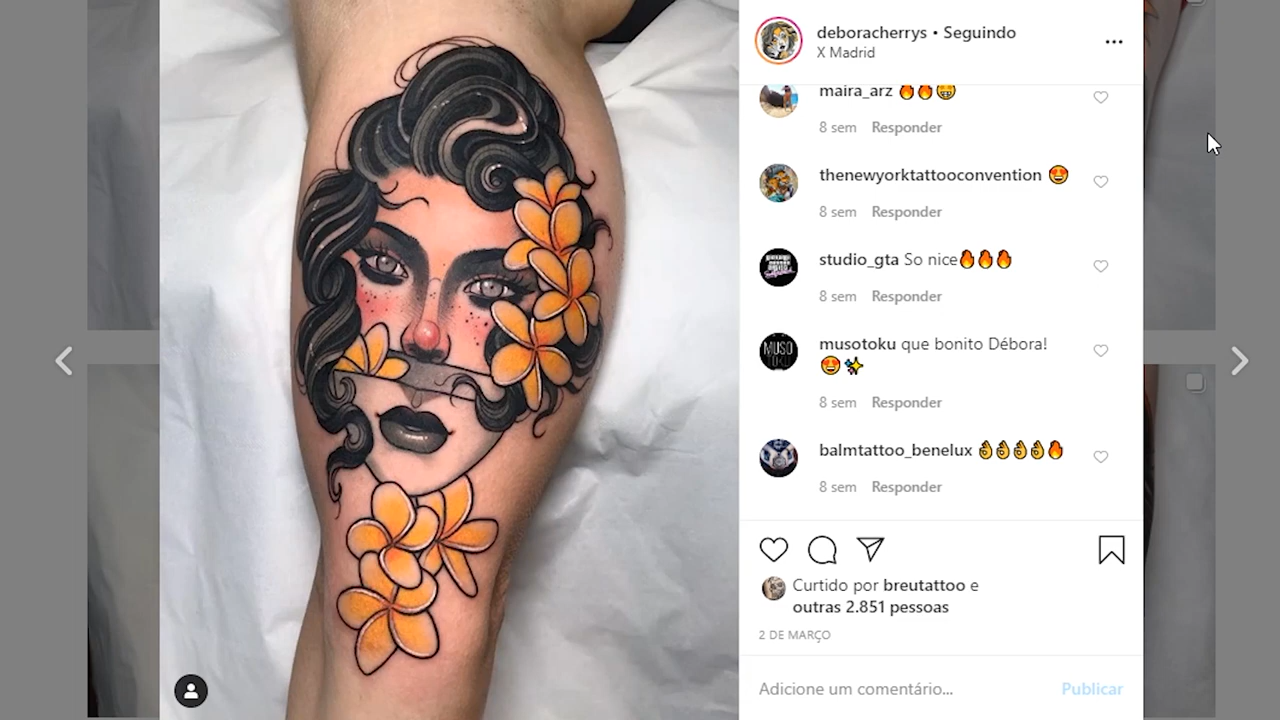 deboracherrys • Seguindo
X Madrid
maira_arz 🔥🔥😁
8 sem Responder
thenewyorktattooconvention 😍
8 sem Responder
studio_gta So nice🔥🔥🔥
8 sem Responder
MUSO
musotoku que bonito Débora!
😍✨
8 sem Responder
balmtattoo_benelux 👌👌👌👌🔥
8 sem Responder
Curtido por breutattoo e
outras 2.851 pessoas
2 DE MARÇO
Adicione um comentário... Publicar